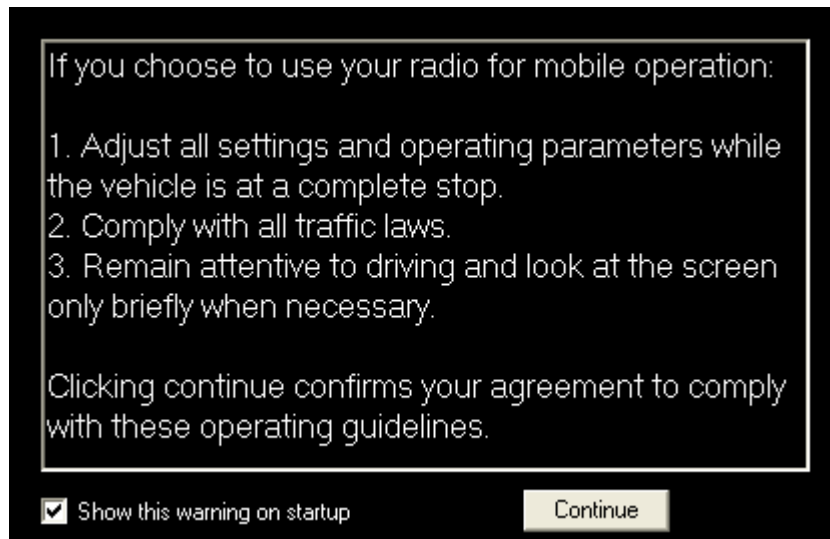 If you choose to use your radio for mobile operation:
1. Adjust all settings and operating parameters while
the vehicle is at a complete stop.
2. Comply with all traffic laws.
3. Remain attentive to driving and look at the screen
only briefly when necessary.
Clicking continue confirms your agreement to comply
with these operating guidelines.
Show this warning on startup
Continue